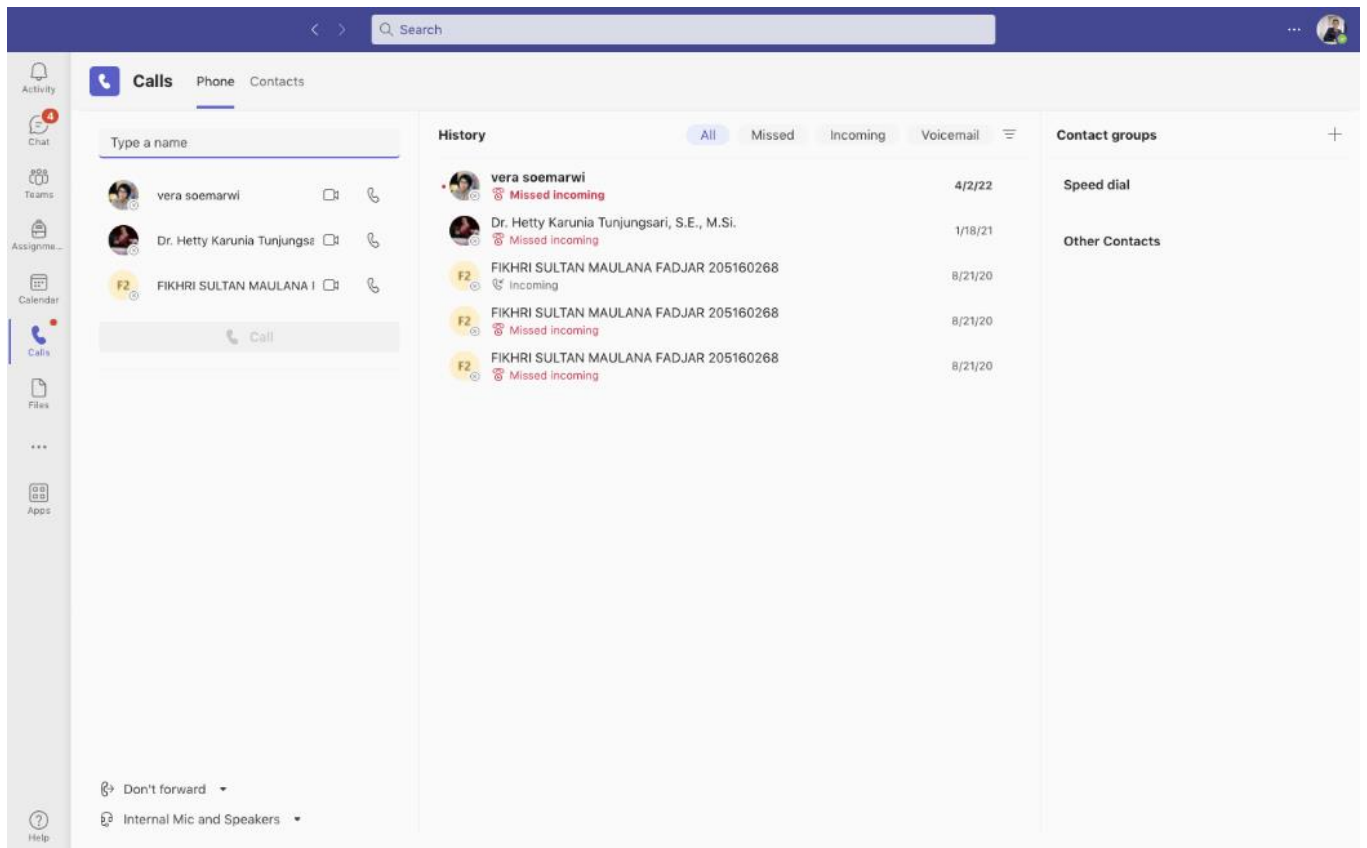 Search
...
Activity
4
Chat
Teams
Assignme...
Calendar
Calls
Files
...
Apps
Help
Calls Phone Contacts
Type a name
vera soemarwi
Dr. Hetty Karunia Tunjungsa
F2 FIKHRI SULTAN MAULANA I
Call
Don't forward
Internal Mic and Speakers
History All Missed Incoming Voicemail
vera soemarwi
Missed incoming
4/2/22
Dr. Hetty Karunia Tunjungsari, S.E., M.Si.
Missed incoming
1/18/21
F2 FIKHRI SULTAN MAULANA FADJAR 205160268
Incoming
8/21/20
F2 FIKHRI SULTAN MAULANA FADJAR 205160268
Missed incoming
8/21/20
F2 FIKHRI SULTAN MAULANA FADJAR 205160268
Missed incoming
8/21/20
Contact groups
Speed dial
Other Contacts